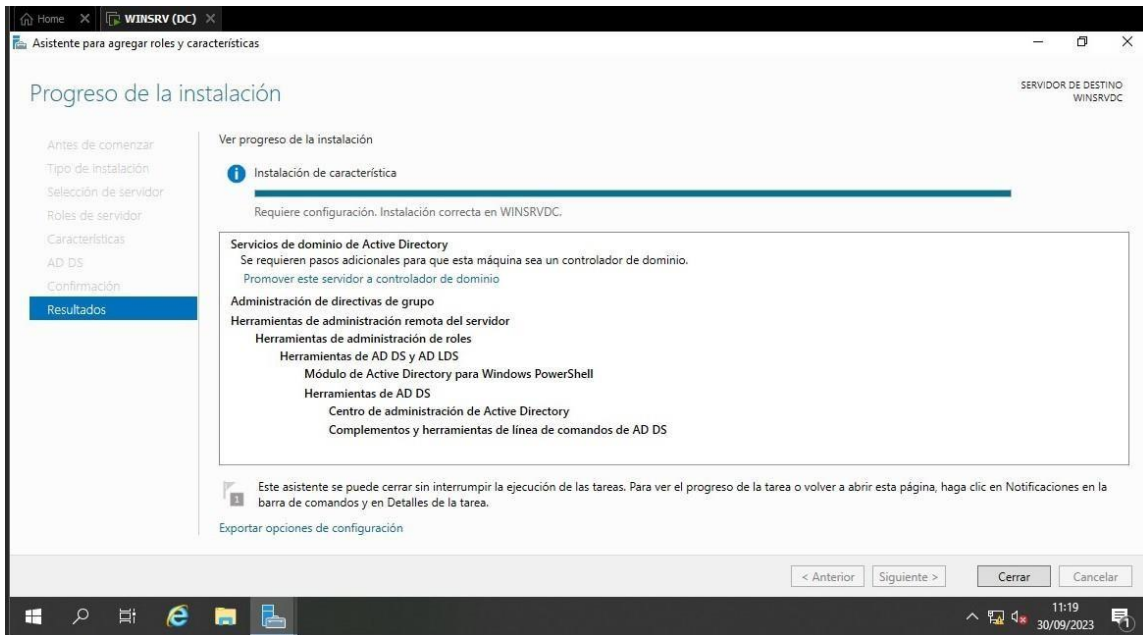 Home
WINSRV (DC)
Asistente para agregar roles y características
Progreso de la instalación
SERVIDOR DE DESTINO
WINSRVDC
Antes de comenzar
Tipo de instalación
Selección de servidor
Roles de servidor
Características
AD DS
Confirmación
Resultados
Ver progreso de la instalación
Instalación de característica
Requiere configuración. Instalación correcta en WINSRVDC.
Servicios de dominio de Active Directory
Se requieren pasos adicionales para que esta máquina sea un controlador de dominio.
Promover este servidor a controlador de dominio
Administración de directivas de grupo
Herramientas de administración remota del servidor
Herramientas de administración de roles
Herramientas de AD DS y AD LDS
Módulo de Active Directory para Windows PowerShell
Herramientas de AD DS
Centro de administración de Active Directory
Complementos y herramientas de línea de comandos de AD DS
1
Este asistente se puede cerrar sin interrumpir la ejecución de las tareas. Para ver el progreso de la tarea o volver a abrir esta página, haga clic en Notificaciones en la
barra de comandos y en Detalles de la tarea.
Exportar opciones de configuración
< Anterior
Siguiente >
Cerrar
Cancelar
11:19
30/09/2023
1